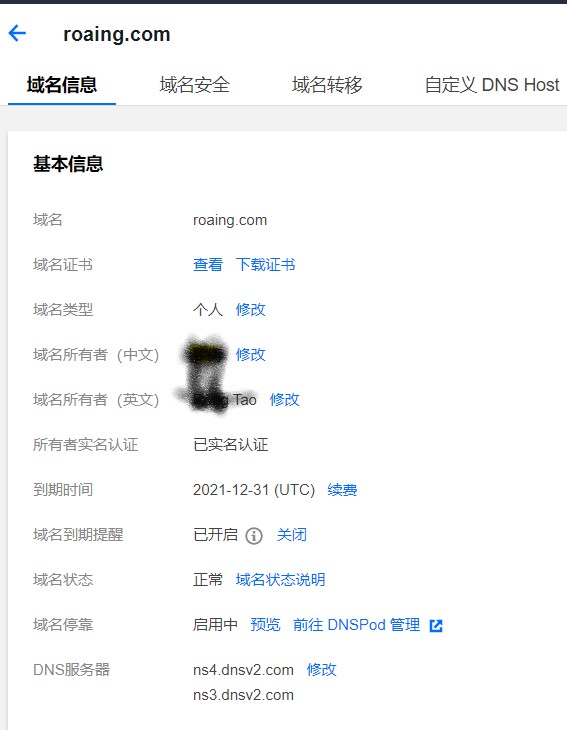 roaing.com
域名信息 域名安全 域名转移 自定义 DNS Host
基本信息
域名 roaing.com
域名证书 查看 下载证书
域名类型 个人 修改
域名所有者（中文） 修改
域名所有者（英文） Tao 修改
所有者实名认证 已实名认证
到期时间 2021-12-31 (UTC) 续费
域名到期提醒 已开启 关闭
域名状态 正常 域名状态说明
域名停靠 启用中 预览 前往 DNSPod 管理
DNS服务器 ns4.dnsv2.com 修改
ns3.dnsv2.com